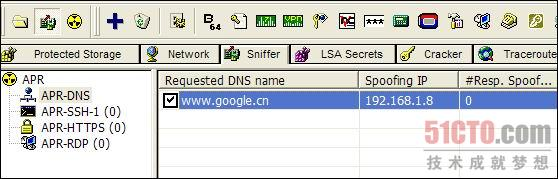 B 64
Protected Storage
Network
Sniffer
LSA Secrets
Cracker
Traceroute
APR
APR-DNS
APR-SSH-1 (0)
APR-HTTPS (0)
APR-RDP (0)
Requested DNS name
Spoofing IP
#Resp. Spoof...
www.google.cn
192.168.1.8
0
51CTO.com
技术成就梦想